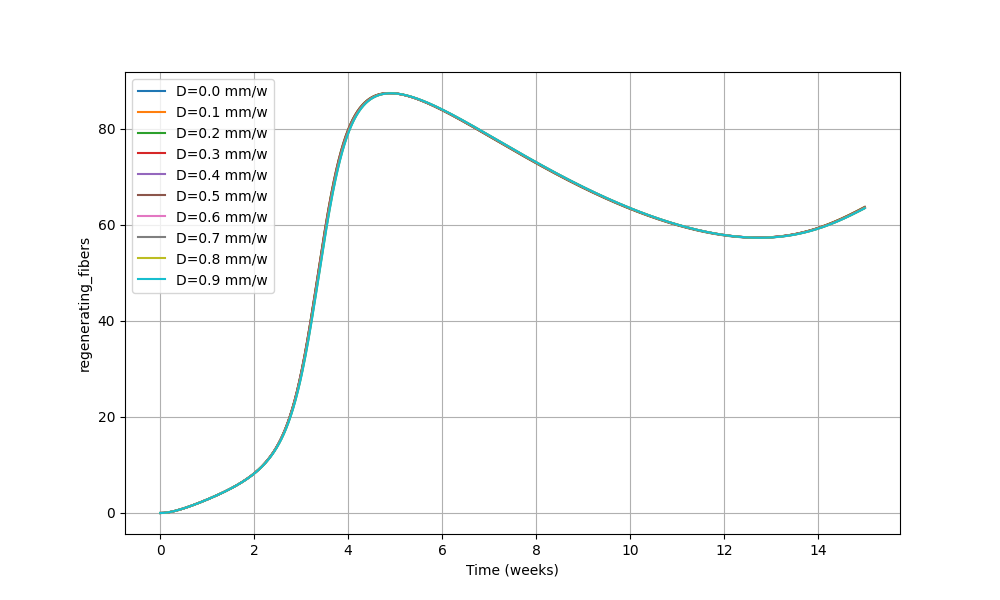 D=0.0 mm/w
D=0.1 mm/w
D=0.2 mm/w
D=0.3 mm/w
D=0.4 mm/w
D=0.5 mm/w
D=0.6 mm/w
D=0.7 mm/w
D=0.8 mm/w
D=0.9 mm/w
regenerating_fibers
80
60
40
20
0
0 2 4 6 8 10 12 14
Time (weeks)